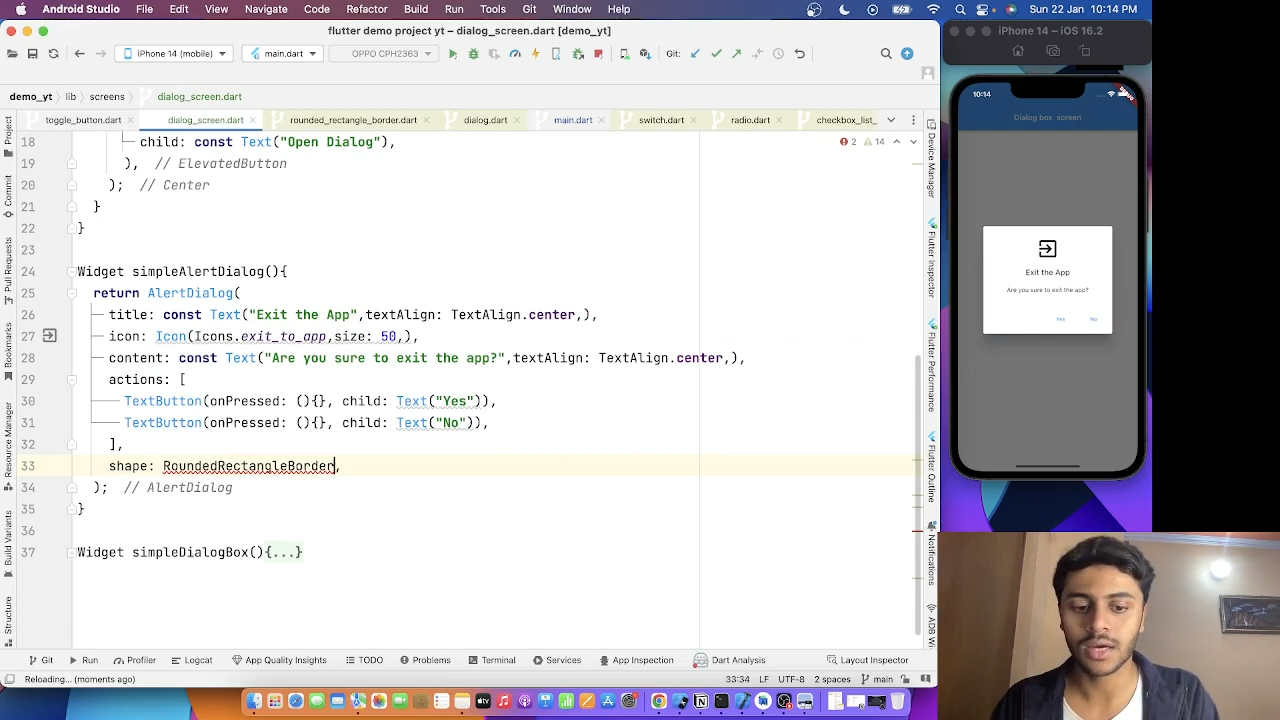 Android Studio File Edit View Navigate Code Refactor Build Run Tools Git Window Help
Sun 22 Jan 10:14 PM
flutter demo project yt – dialog_screen.dart [demo_yt]
iPhone 14 – iOS 16.2
iPhone 14 (mobile) main.dart OPPO CPH2363 Git:
demo_yt lib screens dialog_screen.dart
toggle_button.dart dialog_screen.dart rounded_rectangle_border.dart dialog.dart main.dart switch.dart radio.dart checkbox_list_
18 child: const Text("Open Dialog"),
2 14
19 ), // ElevatedButton
20 ); // Center
21 }
22 }
23
24 Widget simpleAlertDialog(){
25 return AlertDialog(
26 title: const Text("Exit the App",textAlign: TextAlign.center,),
27 icon: Icon(Icons.exit_to_app,size: 50,),
28 content: const Text("Are you sure to exit the app?",textAlign: TextAlign.center,),
29 actions: [
30 TextButton(onPressed: (){}, child: Text("Yes")),
31 TextButton(onPressed: (){}, child: Text("No")),
32 ],
33 shape: RoundedRectangleBorder,
34 ); // AlertDialog
35 }
36
37 Widget simpleDialogBox(){...}
Project
Commit
Pull Requests
Bookmarks
Resource Manager
Build Variants
Structure
Device Manager
Flutter Inspector
Flutter Performance
Flutter Outline
Notifications
ADB Wi
10:14
Dialog box screen
Exit the App
Are you sure to exit the app?
Yes No
Git Run Profiler Logcat App Quality Insights TODO Problems Terminal Services App Inspection Dart Analysis Layout Inspector
Reloading... (moments ago) 33:34 LF UTF-8 2 spaces main